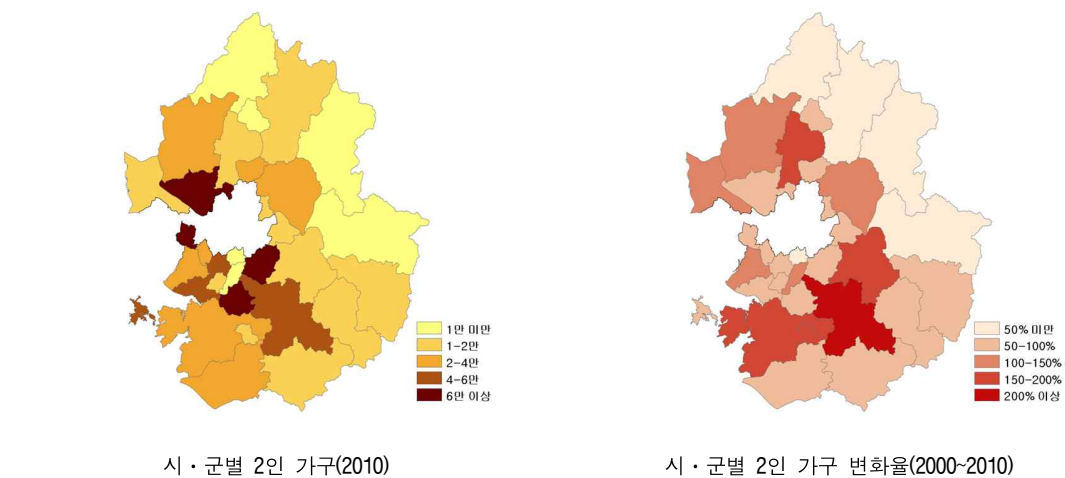 1만 미만
1-2만
2-4만
4-6만
6만 이상
50% 미만
50-100%
100-150%
150-200%
200% 이상
시·군별 2인 가구(2010)
시·군별 2인 가구 변화율(2000~2010)